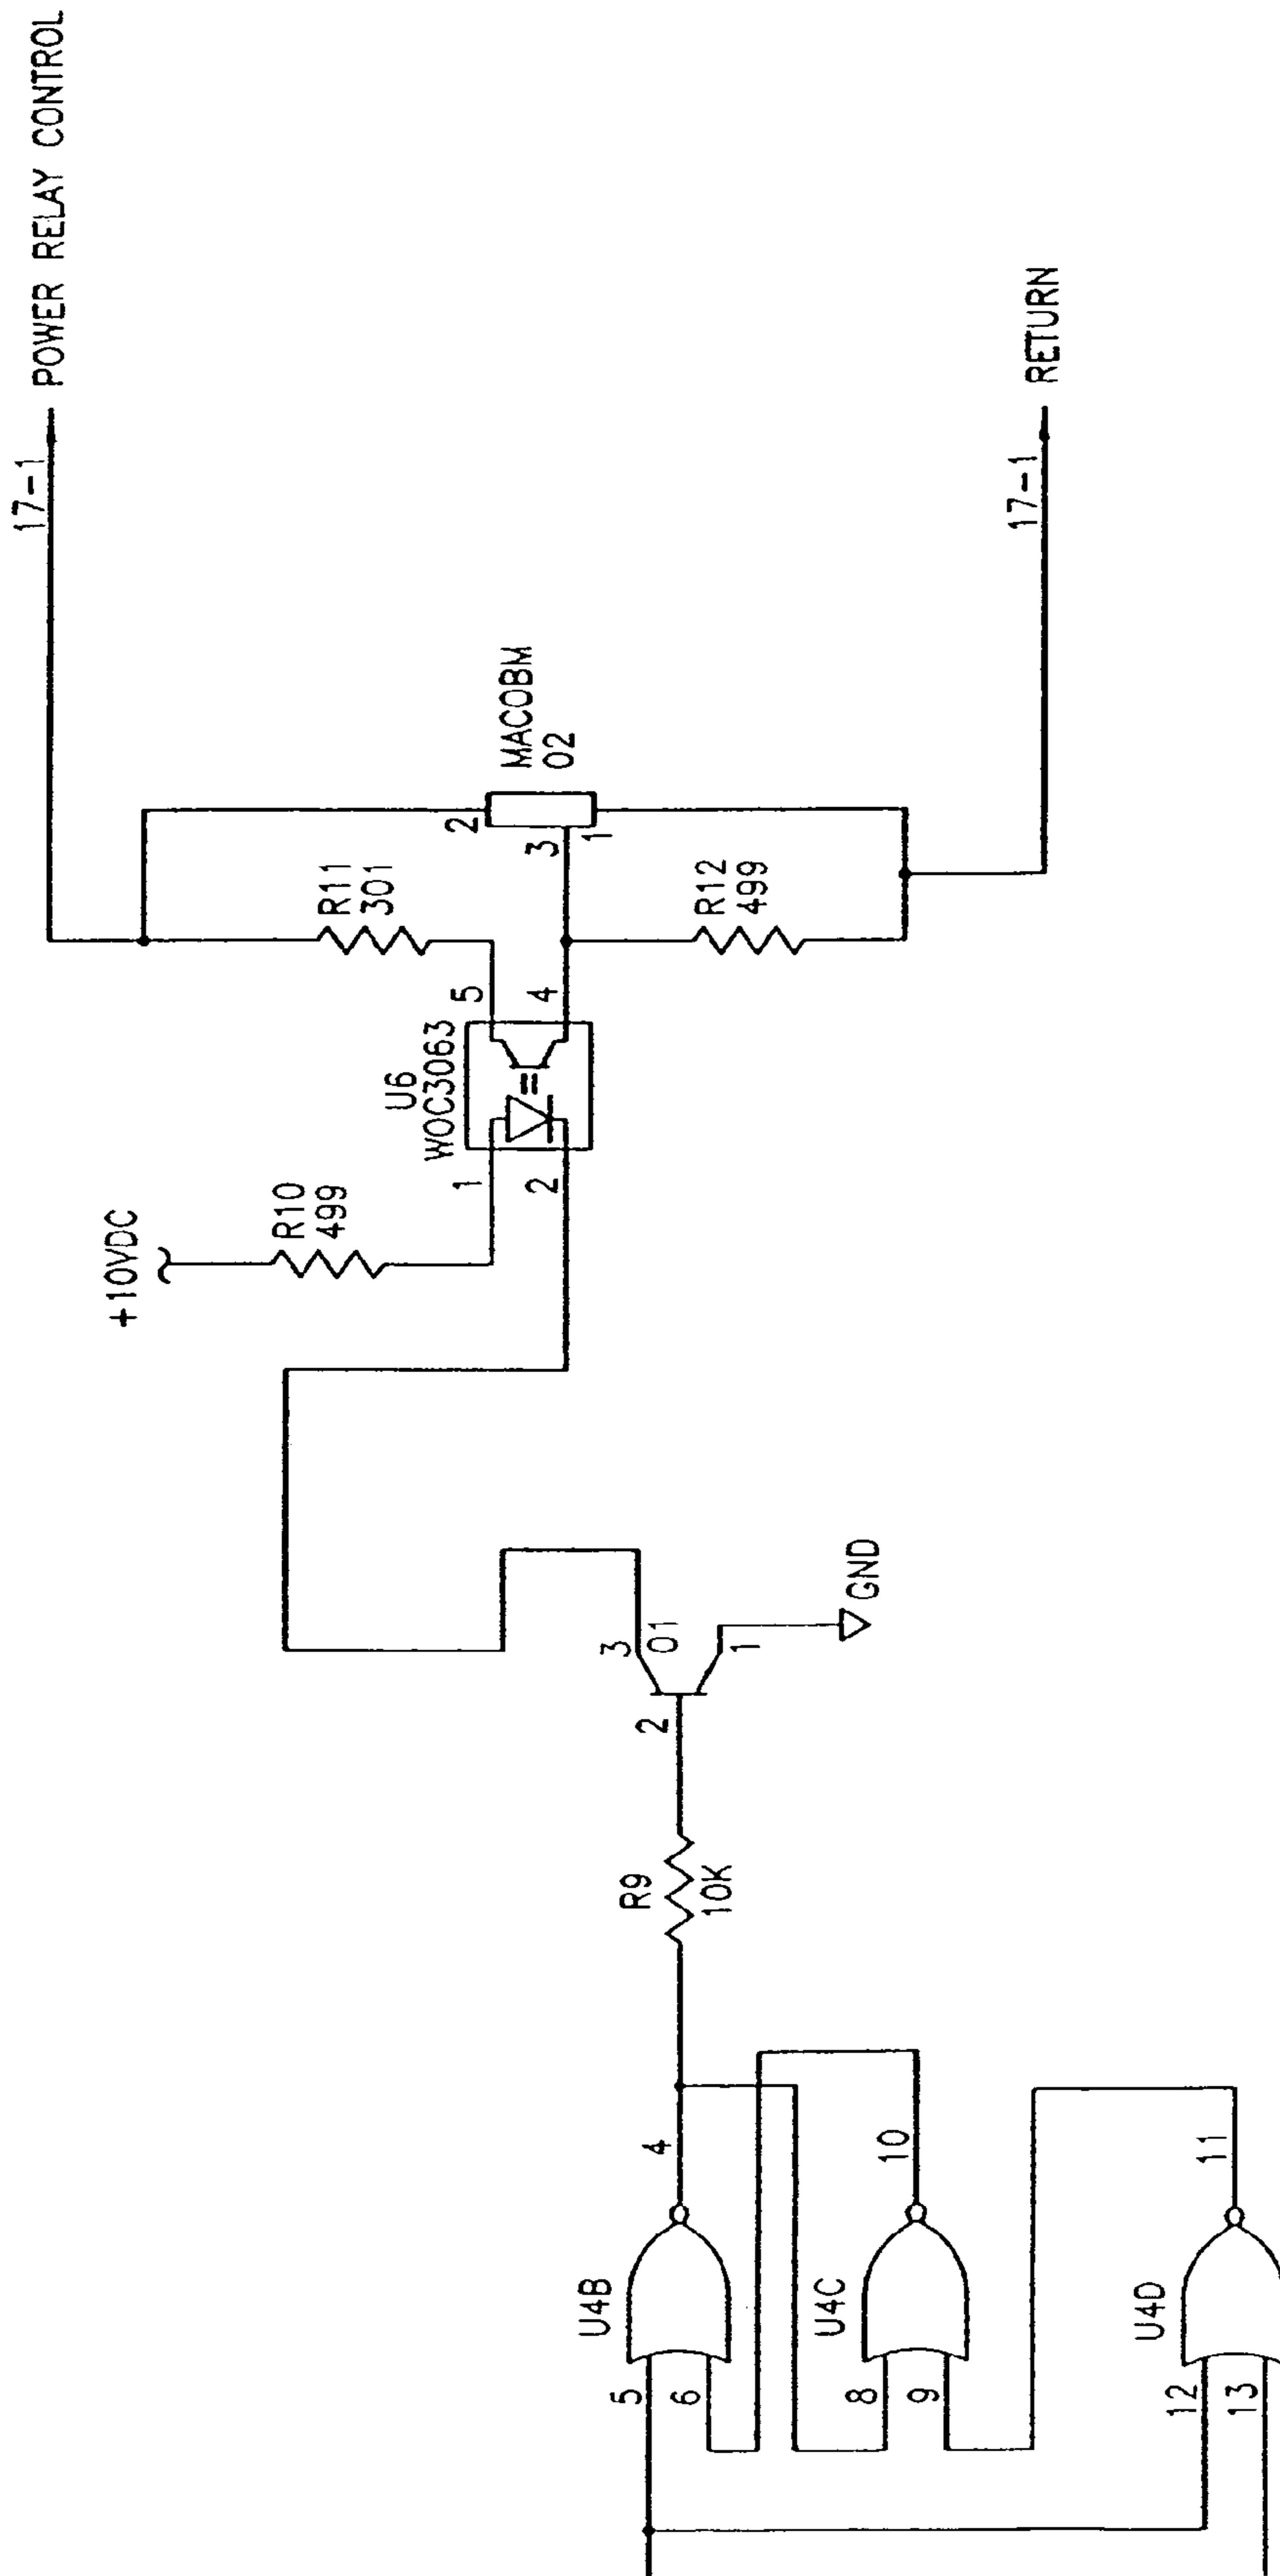 17-1
POWER RELAY CONTROL
+10VDC
R10
499
R11
301
U6
WOC3063
1
2
5
4
MACOBM
02
2
3
1
R12
499
17-1
RETURN
3
01
2
1
GND
R9
10K
U4B
5
6
4
U4C
8
9
10
U4D
12
13
11